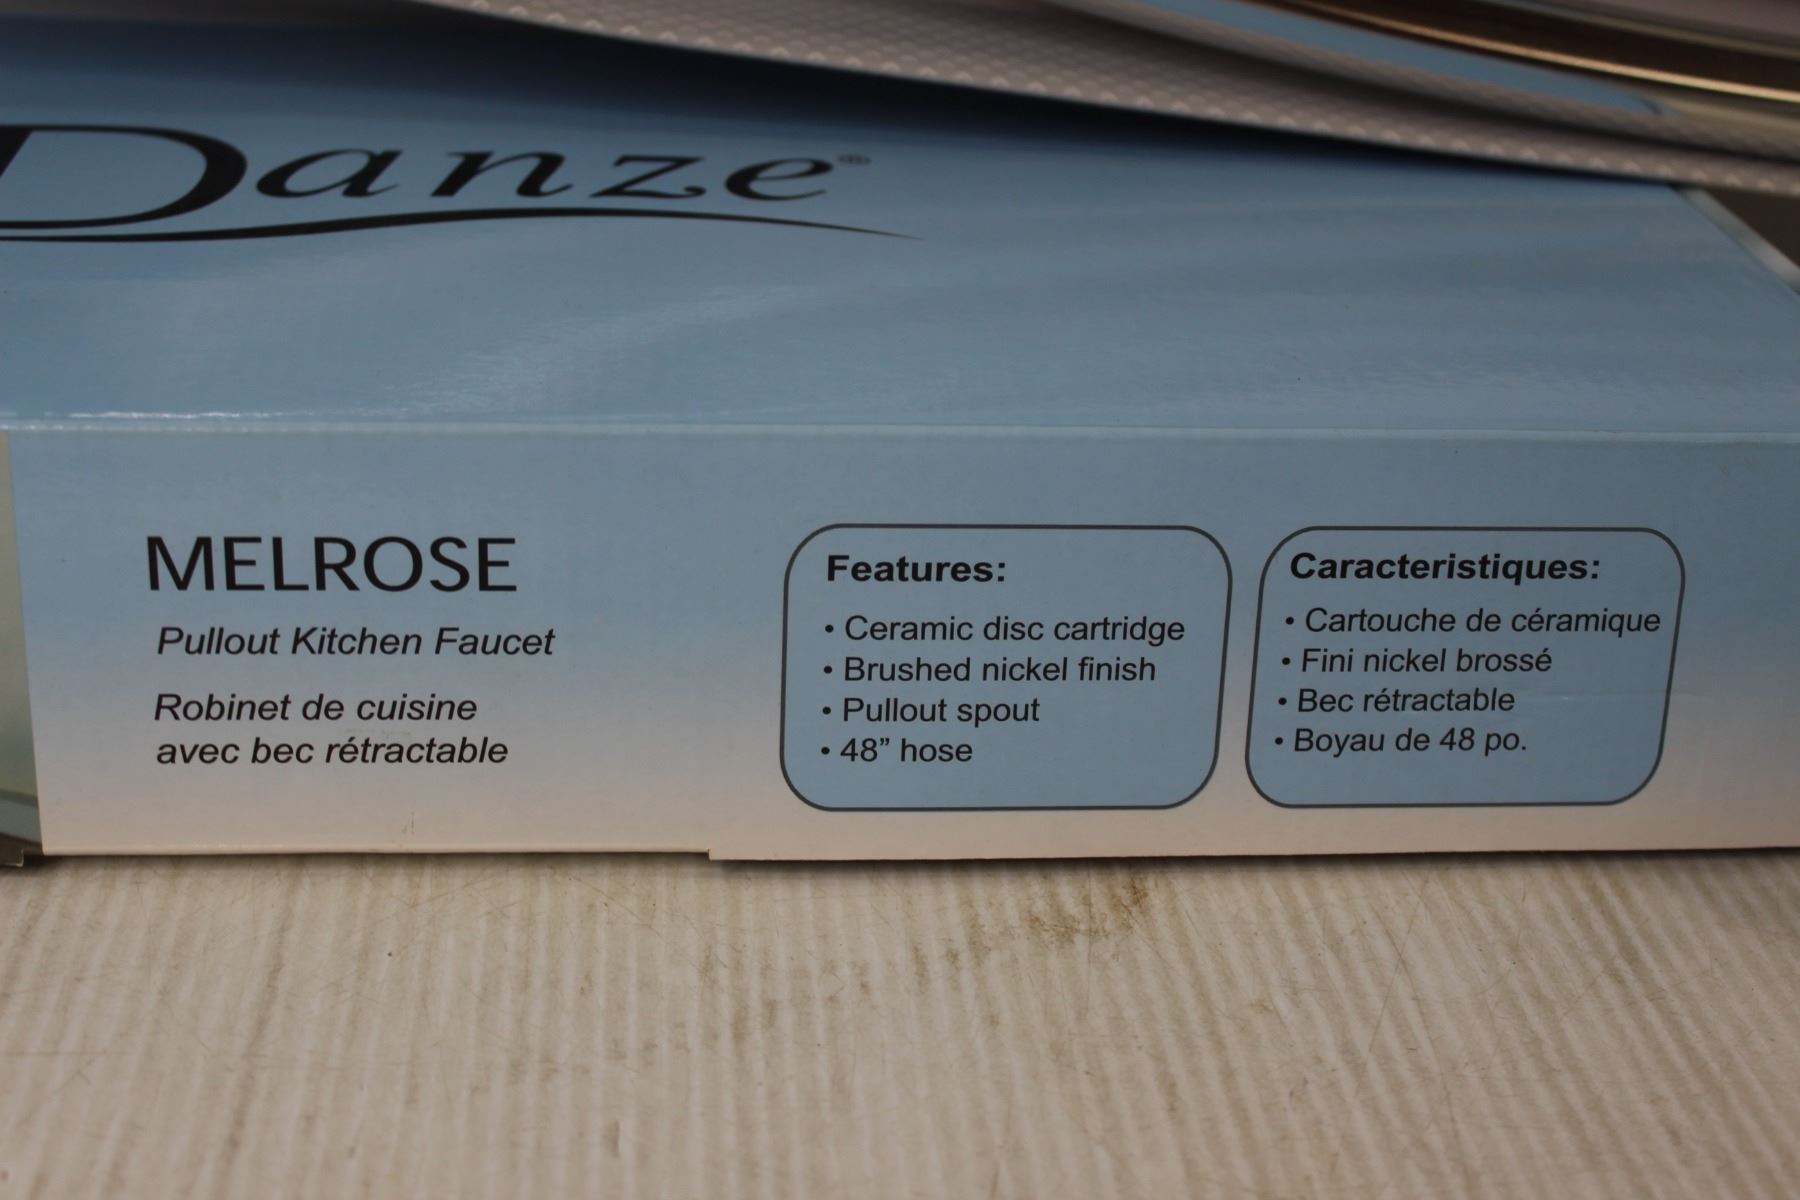 Danze®
MELROSE
Pullout Kitchen Faucet
Robinet de cuisine
avec bec rétractable
Features:
• Ceramic disc cartridge
• Brushed nickel finish
• Pullout spout
• 48” hose
Caracteristiques:
• Cartouche de céramique
• Fini nickel brossé
• Bec rétractable
• Boyau de 48 po.